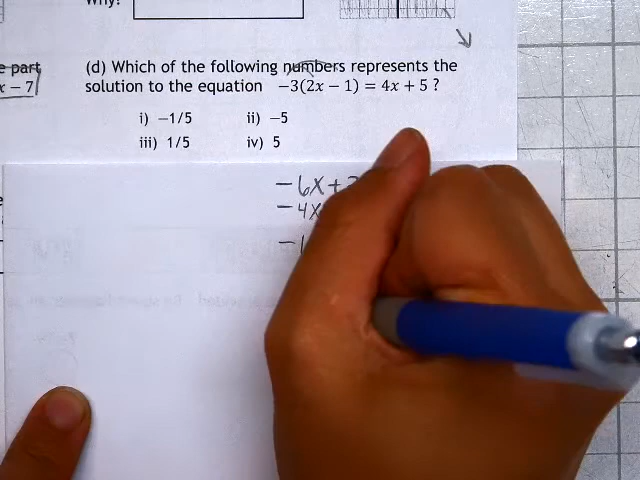 Why?
e part
(d) Which of the following numbers represents the
x − 7
solution to the equation −3(2x − 1) = 4x + 5 ?
i) −1/5 ii) −5
iii) 1/5 iv) 5
−6x+
−4x